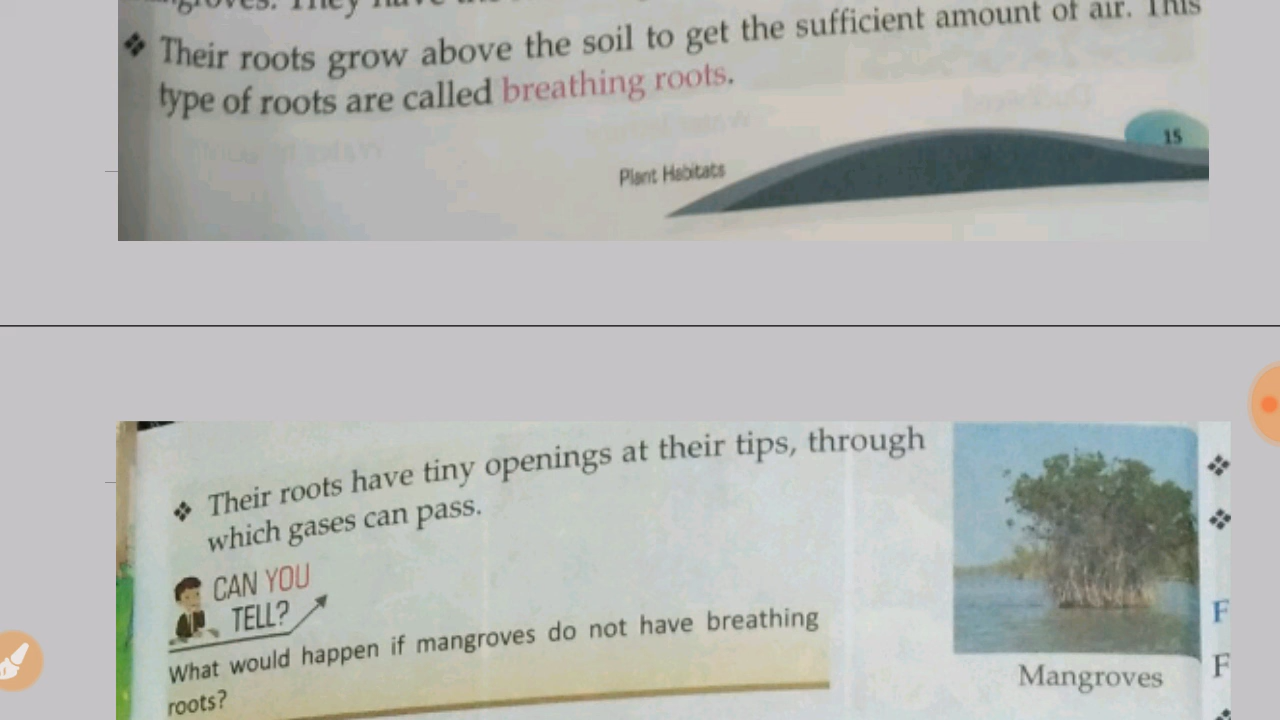 They have
❖ Their roots grow above the soil to get the sufficient amount of air. This
type of roots are called breathing roots.
15
Plant Habitats
❖ Their roots have tiny openings at their tips, through
which gases can pass.
CAN YOU
TELL?
What would happen if mangroves do not have breathing
roots?
Mangroves
❖
❖
F
F